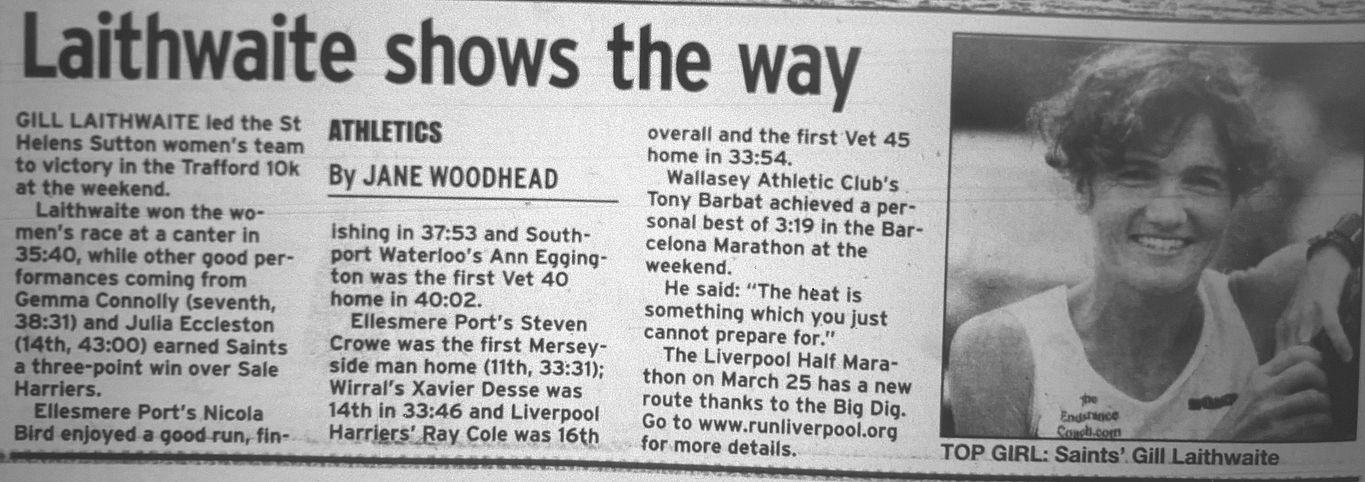 Laithwaite shows the way
GILL LAITHWAITE led the St
Helens Sutton women's team
to victory in the Trafford 10k
at the weekend.
Laithwaite won the wo-
men's race at a canter in
35:40, while other good per-
formances coming from
Gemma Connolly (seventh,
38:31) and Julia Eccleston
(14th, 43:00) earned Saints
a three-point win over Sale
Harriers.
Ellesmere Port's Nicola
Bird enjoyed a good run, fin-
ATHLETICS
By JANE WOODHEAD
ishing in 37:53 and South-
port Waterloo's Ann Egging-
ton was the first Vet 40
home in 40:02.
Ellesmere Port's Steven
Crowe was the first Mersey-
side man home (11th, 33:31);
Wirral's Xavier Desse was
14th in 33:46 and Liverpool
Harriers' Ray Cole was 16th
overall and the first Vet 45
home in 33:54.
Wallasey Athletic Club's
Tony Barbat achieved a per-
sonal best of 3:19 in the Bar-
celona Marathon at the
weekend.
He said: "The heat is
something which you just
cannot prepare for."
The Liverpool Half Mara-
thon on March 25 has a new
route thanks to the Big Dig.
Go to www.runliverpool.org
for more details.
the
Endurance
Coach.com
TOP GIRL: Saints' Gill Laithwaite